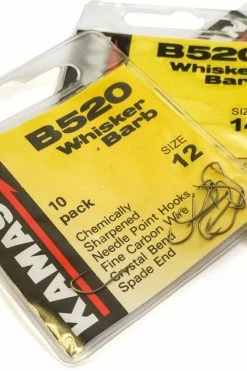 B520
Whisker
Barb
SIZE
12
10
pack
Chemically
Sharpened
Needle Point Hooks
Fine Carbon Wire
Crystal Bend
Spade End
B520
Whisker
Barb
SIZE